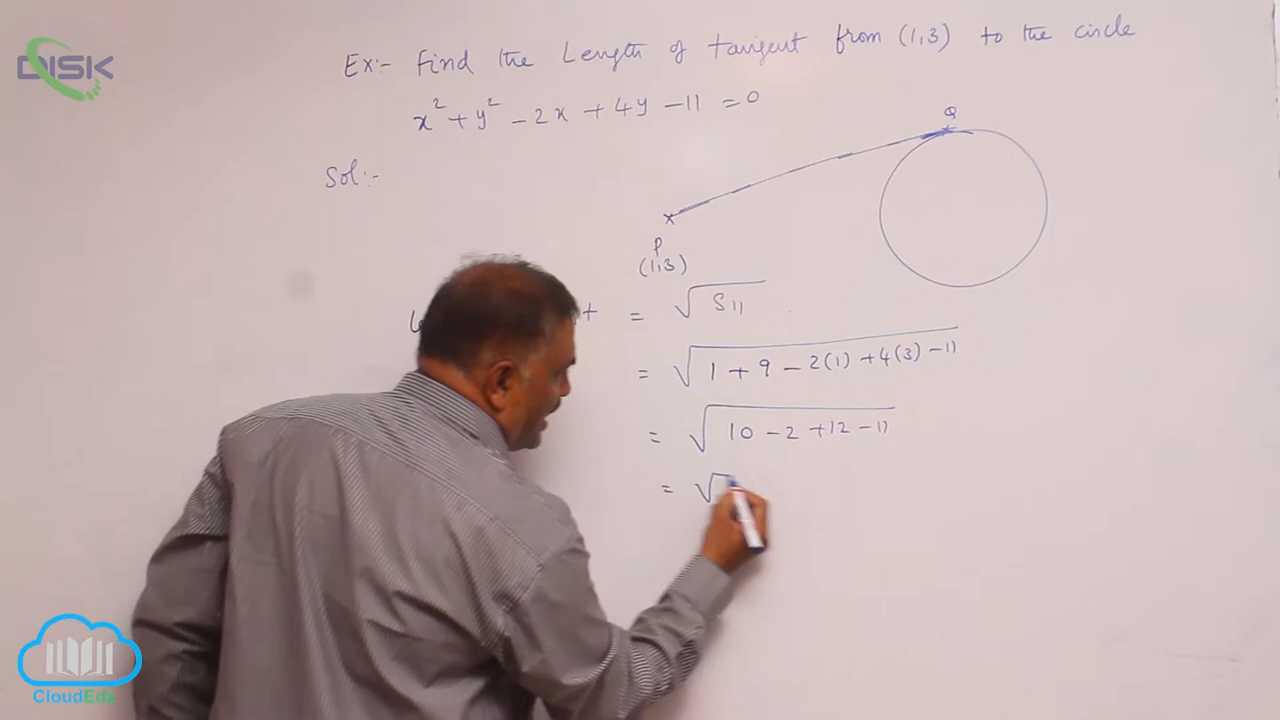 DISK
Ex:- Find the Length of tangent from (1,3) to the circle
x² + y² - 2x + 4y - 11 = 0
Sol:-
Q
P
(1,3)
= √S11
= √1 + 9 - 2(1) + 4(3) - 11
= √10 - 2 + 12 - 11
= √
CloudEdz